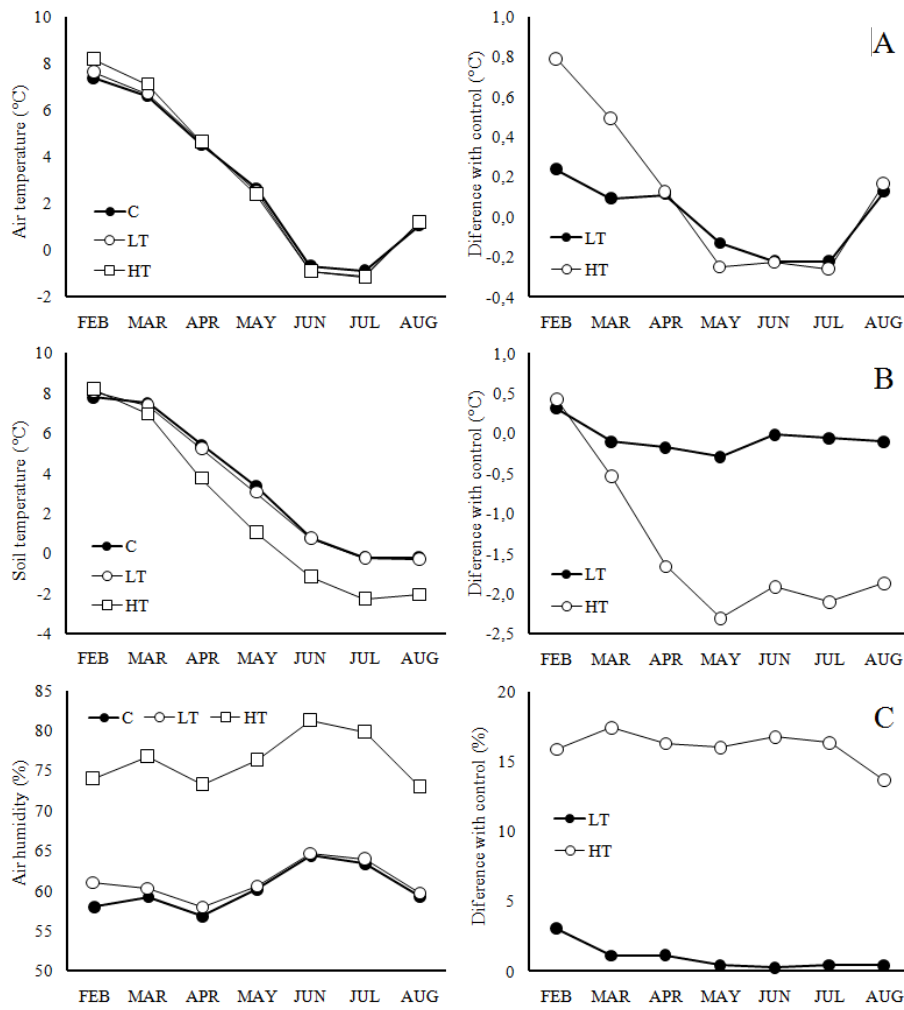 A
Air temperature (°C)
10
8
6
4
2
0
-2
C
LT
HT
FEB MAR APR MAY JUN JUL AUG
Diference with control (°C)
1,0
0,8
0,6
0,4
0,2
0,0
-0,2
-0,4
LT
HT
FEB MAR APR MAY JUN JUL AUG
B
Soil temperature (°C)
10
8
6
4
2
0
-2
-4
C
LT
HT
FEB MAR APR MAY JUN JUL AUG
Diference with control (°C)
1,0
0,5
0,0
-0,5
-1,0
-1,5
-2,0
-2,5
LT
HT
FEB MAR APR MAY JUN JUL AUG
C
Air humidity (%)
85
80
75
70
65
60
55
50
C LT HT
FEB MAR APR MAY JUN JUL AUG
Diference with control (%)
20
15
10
5
0
LT
HT
FEB MAR APR MAY JUN JUL AUG